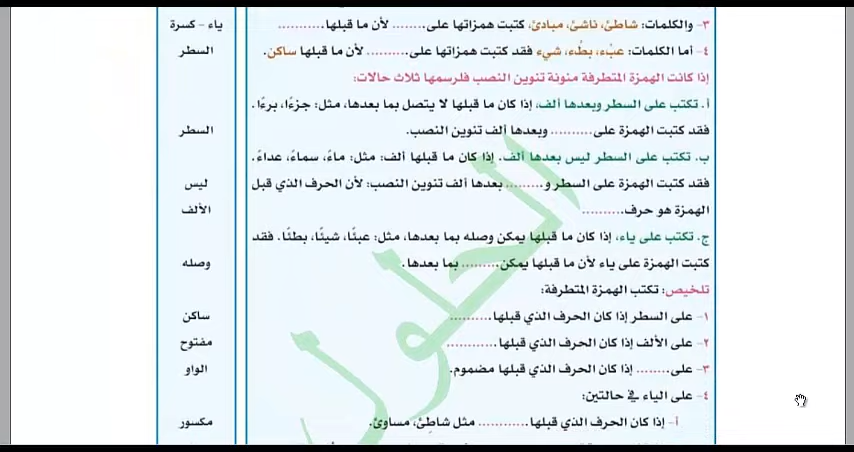 ٣- والكلمات: شاطئ، ناشئ، مبادئ، كتبت همزاتها على........ لأن ما قبلها........... ياء - كسرة
٤- أما الكلمات: عبْء، بطْء، شيء فقد كتبت همزاتها على.......... لأن ما قبلها ساكن. السطر
إذا كانت الهمزة المتطرفة منونة تنوين النصب فلرسمها ثلاث حالات:
أ. تكتب على السطر وبعدها ألف، إذا كان ما قبلها لا يتصل بما بعدها، مثل: جزءًا، برءًا.
فقد كتبت الهمزة على.......... وبعدها ألف تنوين النصب. السطر
ب. تكتب على السطر ليس بعدها ألف. إذا كان ما قبلها ألف: مثل: ماءً، سماءً، عداءً.
فقد كتبت الهمزة على السطر و......... بعدها ألف تنوين النصب: لأن الحرف الذي قبل ليس
الهمزة هو حرف.......... الألف
ج. تكتب على ياء، إذا كان ما قبلها يمكن وصله بما بعدها، مثل: عبئًا، شيئًا، بطئًا. فقد
كتبت الهمزة على ياء لأن ما قبلها يمكن......... بما بعدها. وصله
تلخيص: تكتب الهمزة المتطرفة:
١- على السطر إذا كان الحرف الذي قبلها.......... ساكن
٢- على الألف إذا كان الحرف الذي قبلها............ مفتوح
٣- على........ إذا كان الحرف الذي قبلها مضموم. الواو
٤- على الياء في حالتين:
أ- إذا كان الحرف الذي قبلها............ مثل شاطِئ، مساوئ. مكسور
الحلول